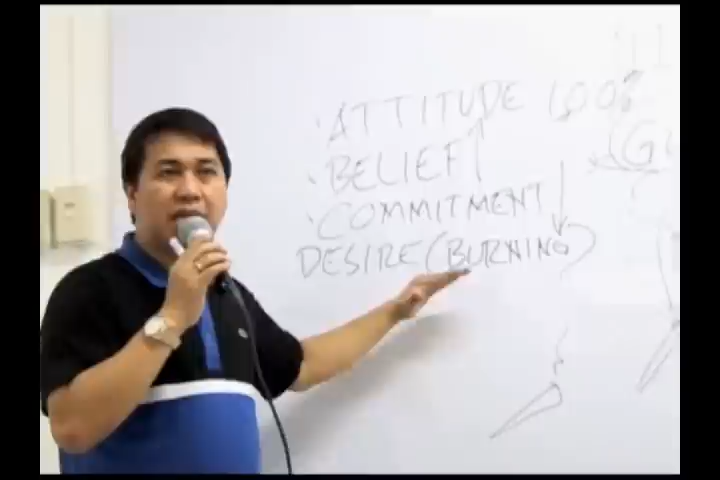 · ATTITUDE 100%
· BELIEF
· COMMITMENT
DESIRE (BURNING)